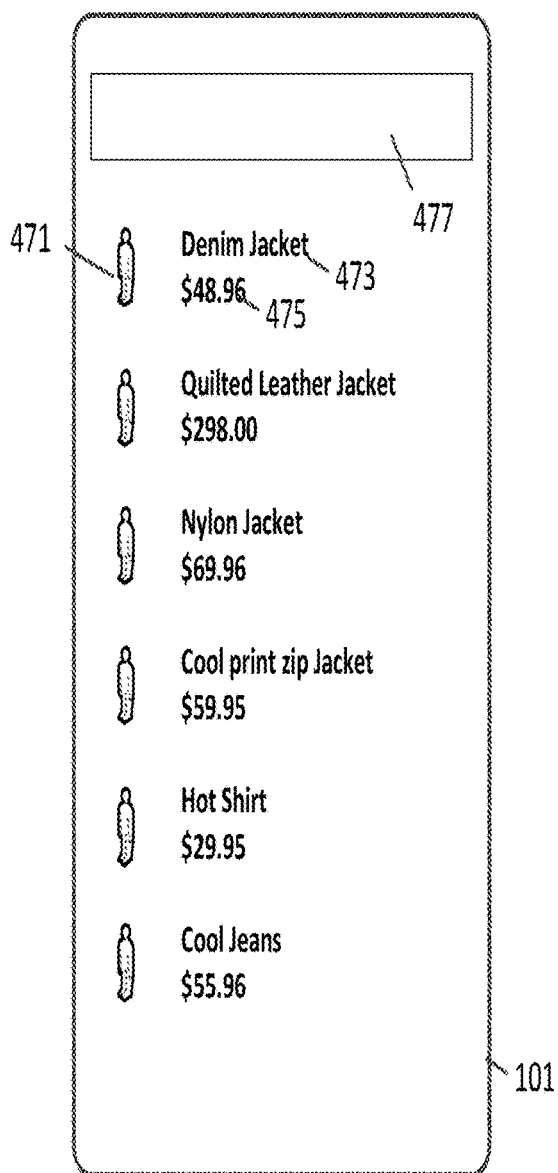 477
471
Denim Jacket
473
$48.96
475
Quilted Leather Jacket
$298.00
Nylon Jacket
$69.96
Cool print zip Jacket
$59.95
Hot Shirt
$29.95
Cool Jeans
$55.96
101